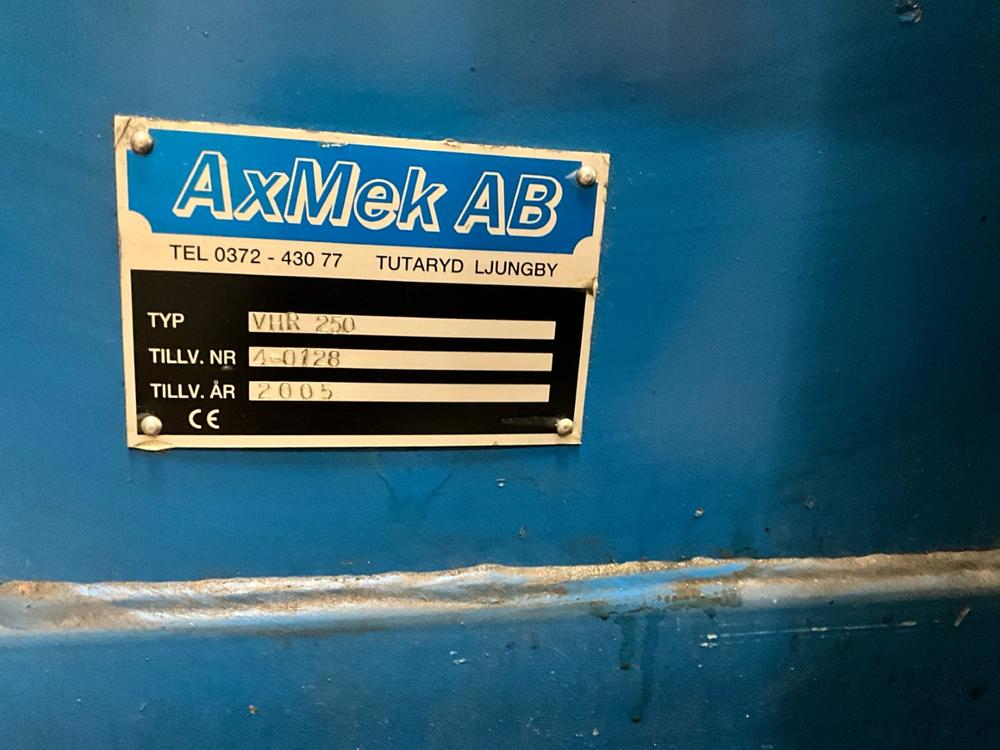 AxMek AB
TEL 0372 - 430 77 TUTARYD LJUNGBY
TYP VHR 250
TILLV. NR 4-0128
TILLV. ÅR 2005
CE